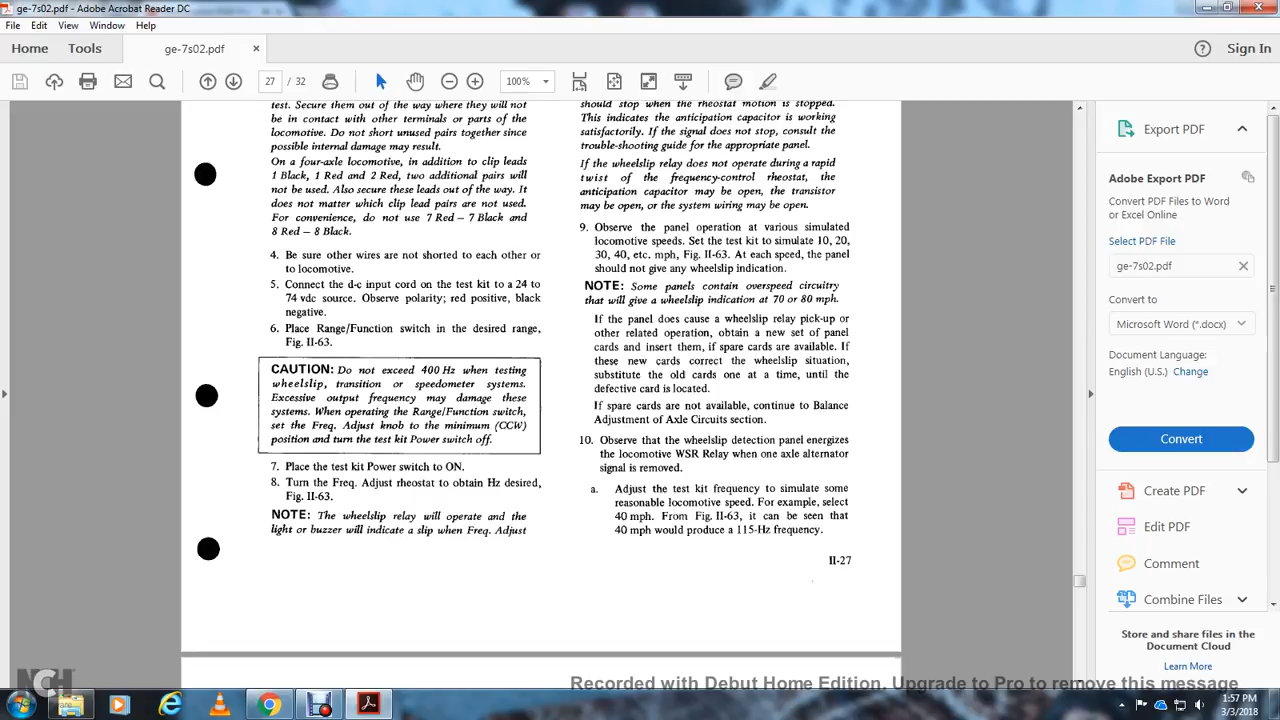 ge-7s02.pdf - Adobe Acrobat Reader DC
File Edit View Window Help
Home Tools ge-7s02.pdf × ? Sign In
27 / 32 100%
test. Secure them out of the way where they will not
be in contact with other terminals or parts of the
locomotive. Do not short unused pairs together since
possible internal damage may result.
On a four-axle locomotive, in addition to clip leads
1 Black, 1 Red and 2 Red, two additional pairs will
not be used. Also secure these leads out of the way. It
does not matter which clip lead pairs are not used.
For convenience, do not use 7 Red – 7 Black and
8 Red – 8 Black.
4. Be sure other wires are not shorted to each other or
to locomotive.
5. Connect the d-c input cord on the test kit to a 24 to
74 vdc source. Observe polarity; red positive, black
negative.
6. Place Range/Function switch in the desired range,
Fig. II-63.
CAUTION: Do not exceed 400 Hz when testing
wheelslip, transition or speedometer systems.
Excessive output frequency may damage these
systems. When operating the Range/Function switch,
set the Freq. Adjust knob to the minimum (CCW)
position and turn the test kit Power switch off.
7. Place the test kit Power switch to ON.
8. Turn the Freq. Adjust rheostat to obtain Hz desired,
Fig. II-63.
NOTE: The wheelslip relay will operate and the
light or buzzer will indicate a slip when Freq. Adjust
should stop when the rheostat motion is stopped.
This indicates the anticipation capacitor is working
satisfactorily. If the signal does not stop, consult the
trouble-shooting guide for the appropriate panel.
If the wheelslip relay does not operate during a rapid
twist of the frequency-control rheostat, the
anticipation capacitor may be open, the transistor
may be open, or the system wiring may be open.
9. Observe the panel operation at various simulated
locomotive speeds. Set the test kit to simulate 10, 20,
30, 40, etc. mph, Fig. II-63. At each speed, the panel
should not give any wheelslip indication.
NOTE: Some panels contain overspeed circuitry
that will give a wheelslip indication at 70 or 80 mph.
If the panel does cause a wheelslip relay pick-up or
other related operation, obtain a new set of panel
cards and insert them, if spare cards are available. If
these new cards correct the wheelslip situation,
substitute the old cards one at a time, until the
defective card is located.
If spare cards are not available, continue to Balance
Adjustment of Axle Circuits section.
10. Observe that the wheelslip detection panel energizes
the locomotive WSR Relay when one axle alternator
signal is removed.
a. Adjust the test kit frequency to simulate some
reasonable locomotive speed. For example, select
40 mph. From Fig. II-63, it can be seen that
40 mph would produce a 115-Hz frequency.
II-27
Export PDF
Adobe Export PDF
Convert PDF Files to Word
or Excel Online
Select PDF File
ge-7s02.pdf
Convert to
Microsoft Word (*.docx)
Document Language:
English (U.S.) Change
Convert
Create PDF
Edit PDF
Comment
Combine Files
Store and share files in the
Document Cloud
Learn More
NCH
Recorded with Debut Home Edition. Upgrade to Pro to remove this message
1:57 PM
3/3/2018